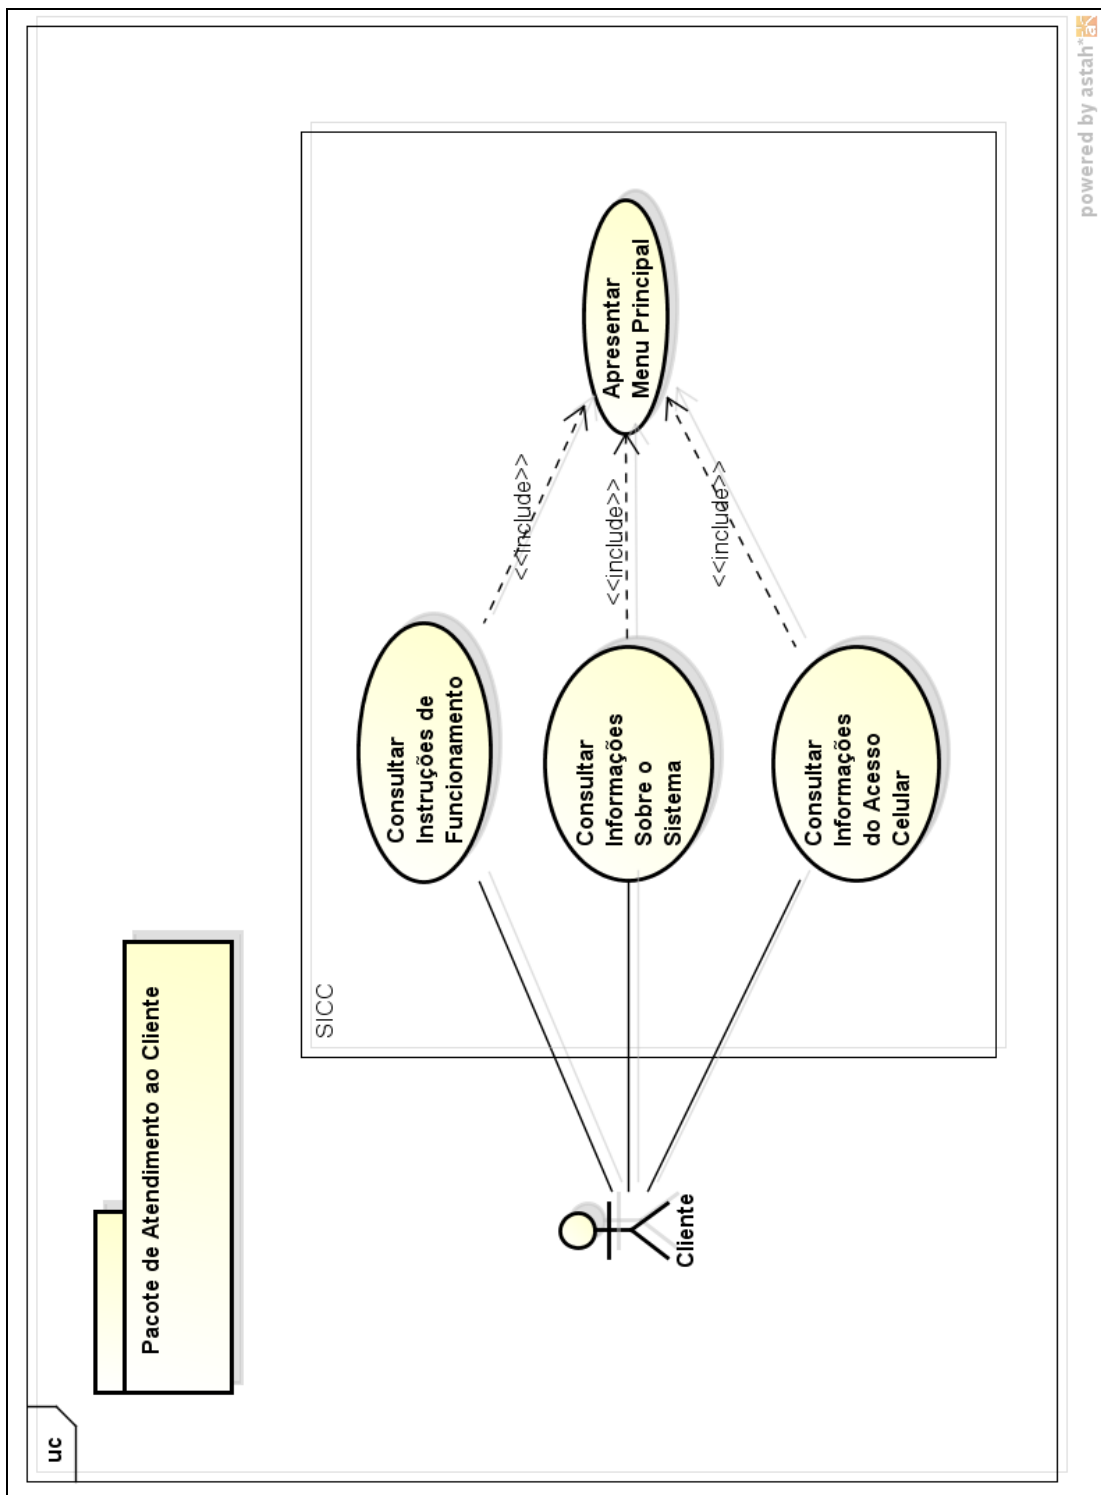 uc
Pacote de Atendimento ao Cliente
SICC
Cliente
Consultar
Instruções de
Funcionamento
<<include>>
Consultar
Informações
Sobre o
Sistema
<<include>>
Consultar
Informações
do Acesso
Celular
<<include>>
Apresentar
Menu Principal
powered by astah*